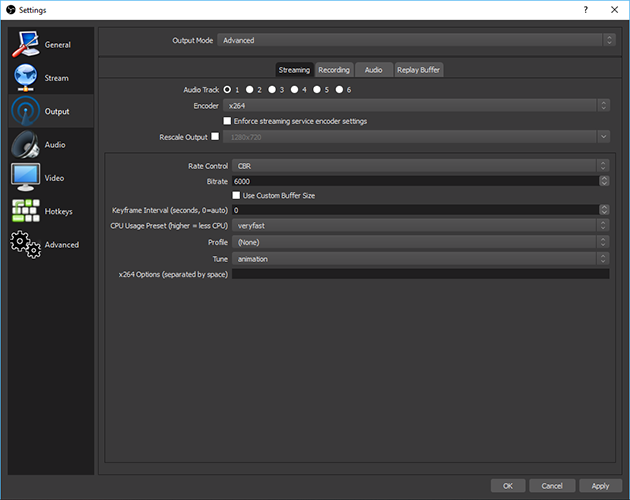 Settings
?
General
Stream
Output
Audio
Video
Hotkeys
Advanced
Output Mode Advanced
Streaming Recording Audio Replay Buffer
Audio Track 1 2 3 4 5 6
Encoder x264
Enforce streaming service encoder settings
Rescale Output 1280x720
Rate Control CBR
Bitrate 6000
Use Custom Buffer Size
Keyframe Interval (seconds, 0=auto) 0
CPU Usage Preset (higher = less CPU) veryfast
Profile (None)
Tune animation
x264 Options (separated by space)
OK Cancel Apply